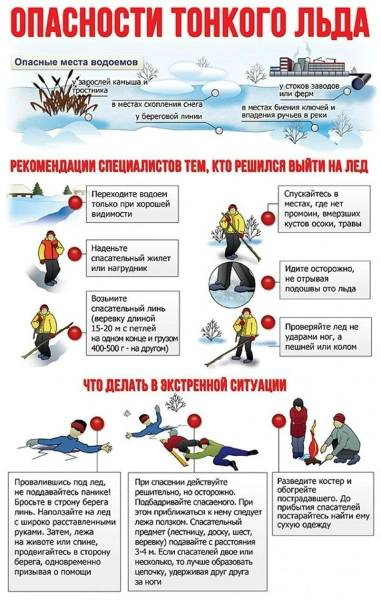 ОПАСНОСТИ ТОНКОГО ЛЬДА
Опасные места водоемов
у зарослей камыша и
тростника
в местах скопления снега
у береговой линии
у стоков заводов
или ферм
в местах биения ключей и
впадения ручьев в реки
РЕКОМЕНДАЦИИ СПЕЦИАЛИСТОВ ТЕМ, КТО РЕШИЛСЯ ВЫЙТИ НА ЛЕД
Переходите водоем
только при хорошей
видимости
Наденьте
спасательный жилет
или нагрудник
Возьмите
спасательный линь
(веревку длиной
15-20 м с петлей
на одном конце и грузом
400-500 г - на другом)
Спускайтесь в
местах, где нет
промоин, вмерзших
кустов осоки, травы
Идите осторожно,
не отрывая
подошвы ото льда
Проверяйте лед не
ударами ног, а
пешней или колом
ЧТО ДЕЛАТЬ В ЭКСТРЕННОЙ СИТУАЦИИ
Провалившись под лед,
не поддавайтесь панике!
Бросьте в сторону берега
линь. Наползайте на лед
с широко расставленными
руками. Затем, лежа
на животе или спине,
продвигайтесь в сторону
берега, одновременно
призывая о помощи
При спасении действуйте
решительно, но осторожно.
Подбадривайте спасаемого. При
этом приближаться к нему следует
лежа ползком. Спасательный
предмет (лестницу, доску, шест,
веревку) подавайте с расстояния
3-4 м. Если спасателей двое или
несколько, то лучше образовать
цепочку, удерживая друг друга
за ноги
Разведите костер и
обогрейте
пострадавшего. До
прибытия спасателей
постарайтесь найти ему
сухую одежду